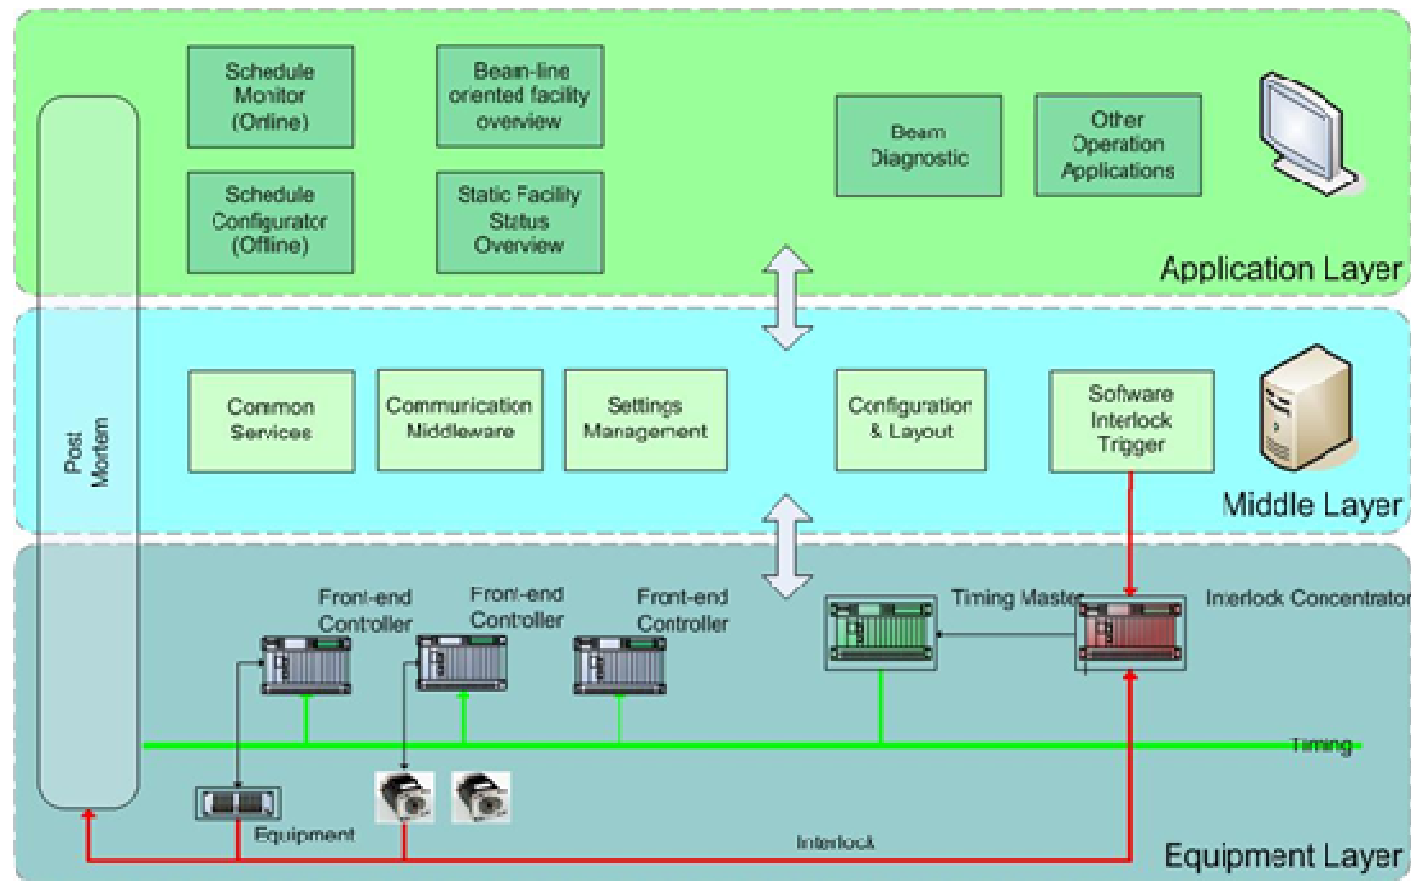 Schedule
Monitor
(Online)
Beam-line
oriented facility
overview
Beam
Diagnostic
Other
Operation
Applications
Schedule
Configurator
(Offline)
Static Facility
Status
Overview
Application Layer
Post
Mortem
Common
Services
Communication
Middleware
Settings
Management
Configuration
& Layout
Software
Interlock
Trigger
Middle Layer
Front-end
Controller
Front-end
Controller
Front-end
Controller
Timing Master
Interlock Concentrator
Timing
Equipment
Interlock
Equipment Layer